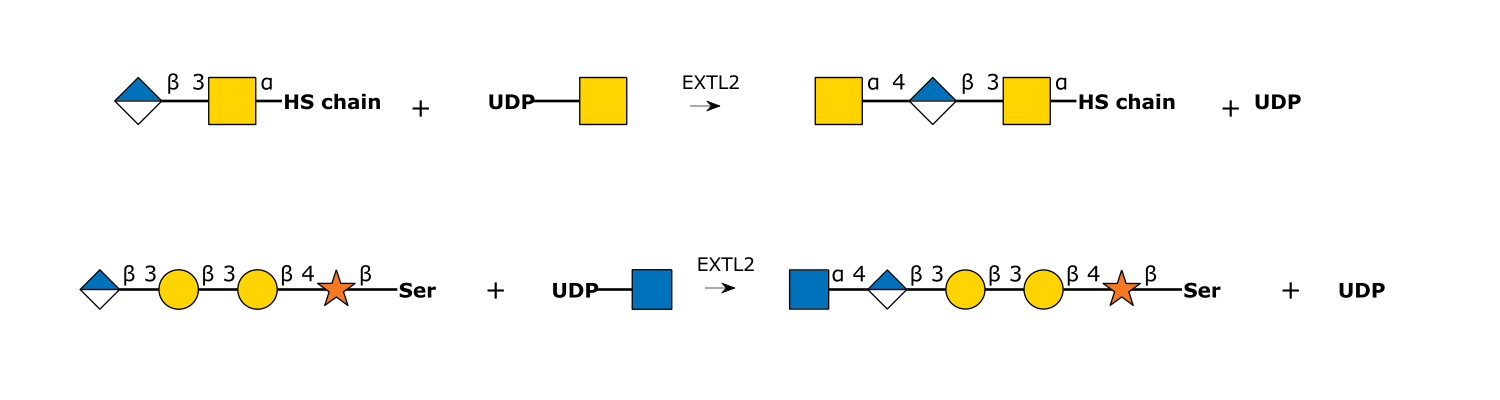 β 3 α HS chain + UDP EXTL2 α 4 β 3 α HS chain + UDP
β 3 β 3 β 4 β Ser + UDP EXTL2 α 4 β 3 β 3 β 4 β Ser + UDP